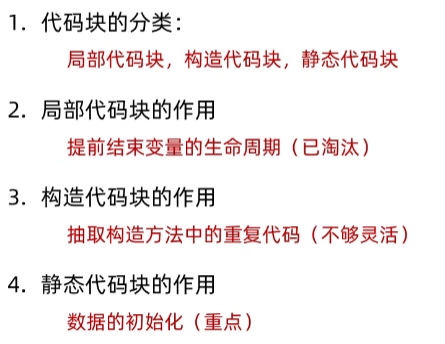 1. 代码块的分类：
局部代码块，构造代码块，静态代码块
2. 局部代码块的作用
提前结束变量的生命周期（已淘汰）
3. 构造代码块的作用
抽取构造方法中的重复代码（不够灵活）
4. 静态代码块的作用
数据的初始化（重点）